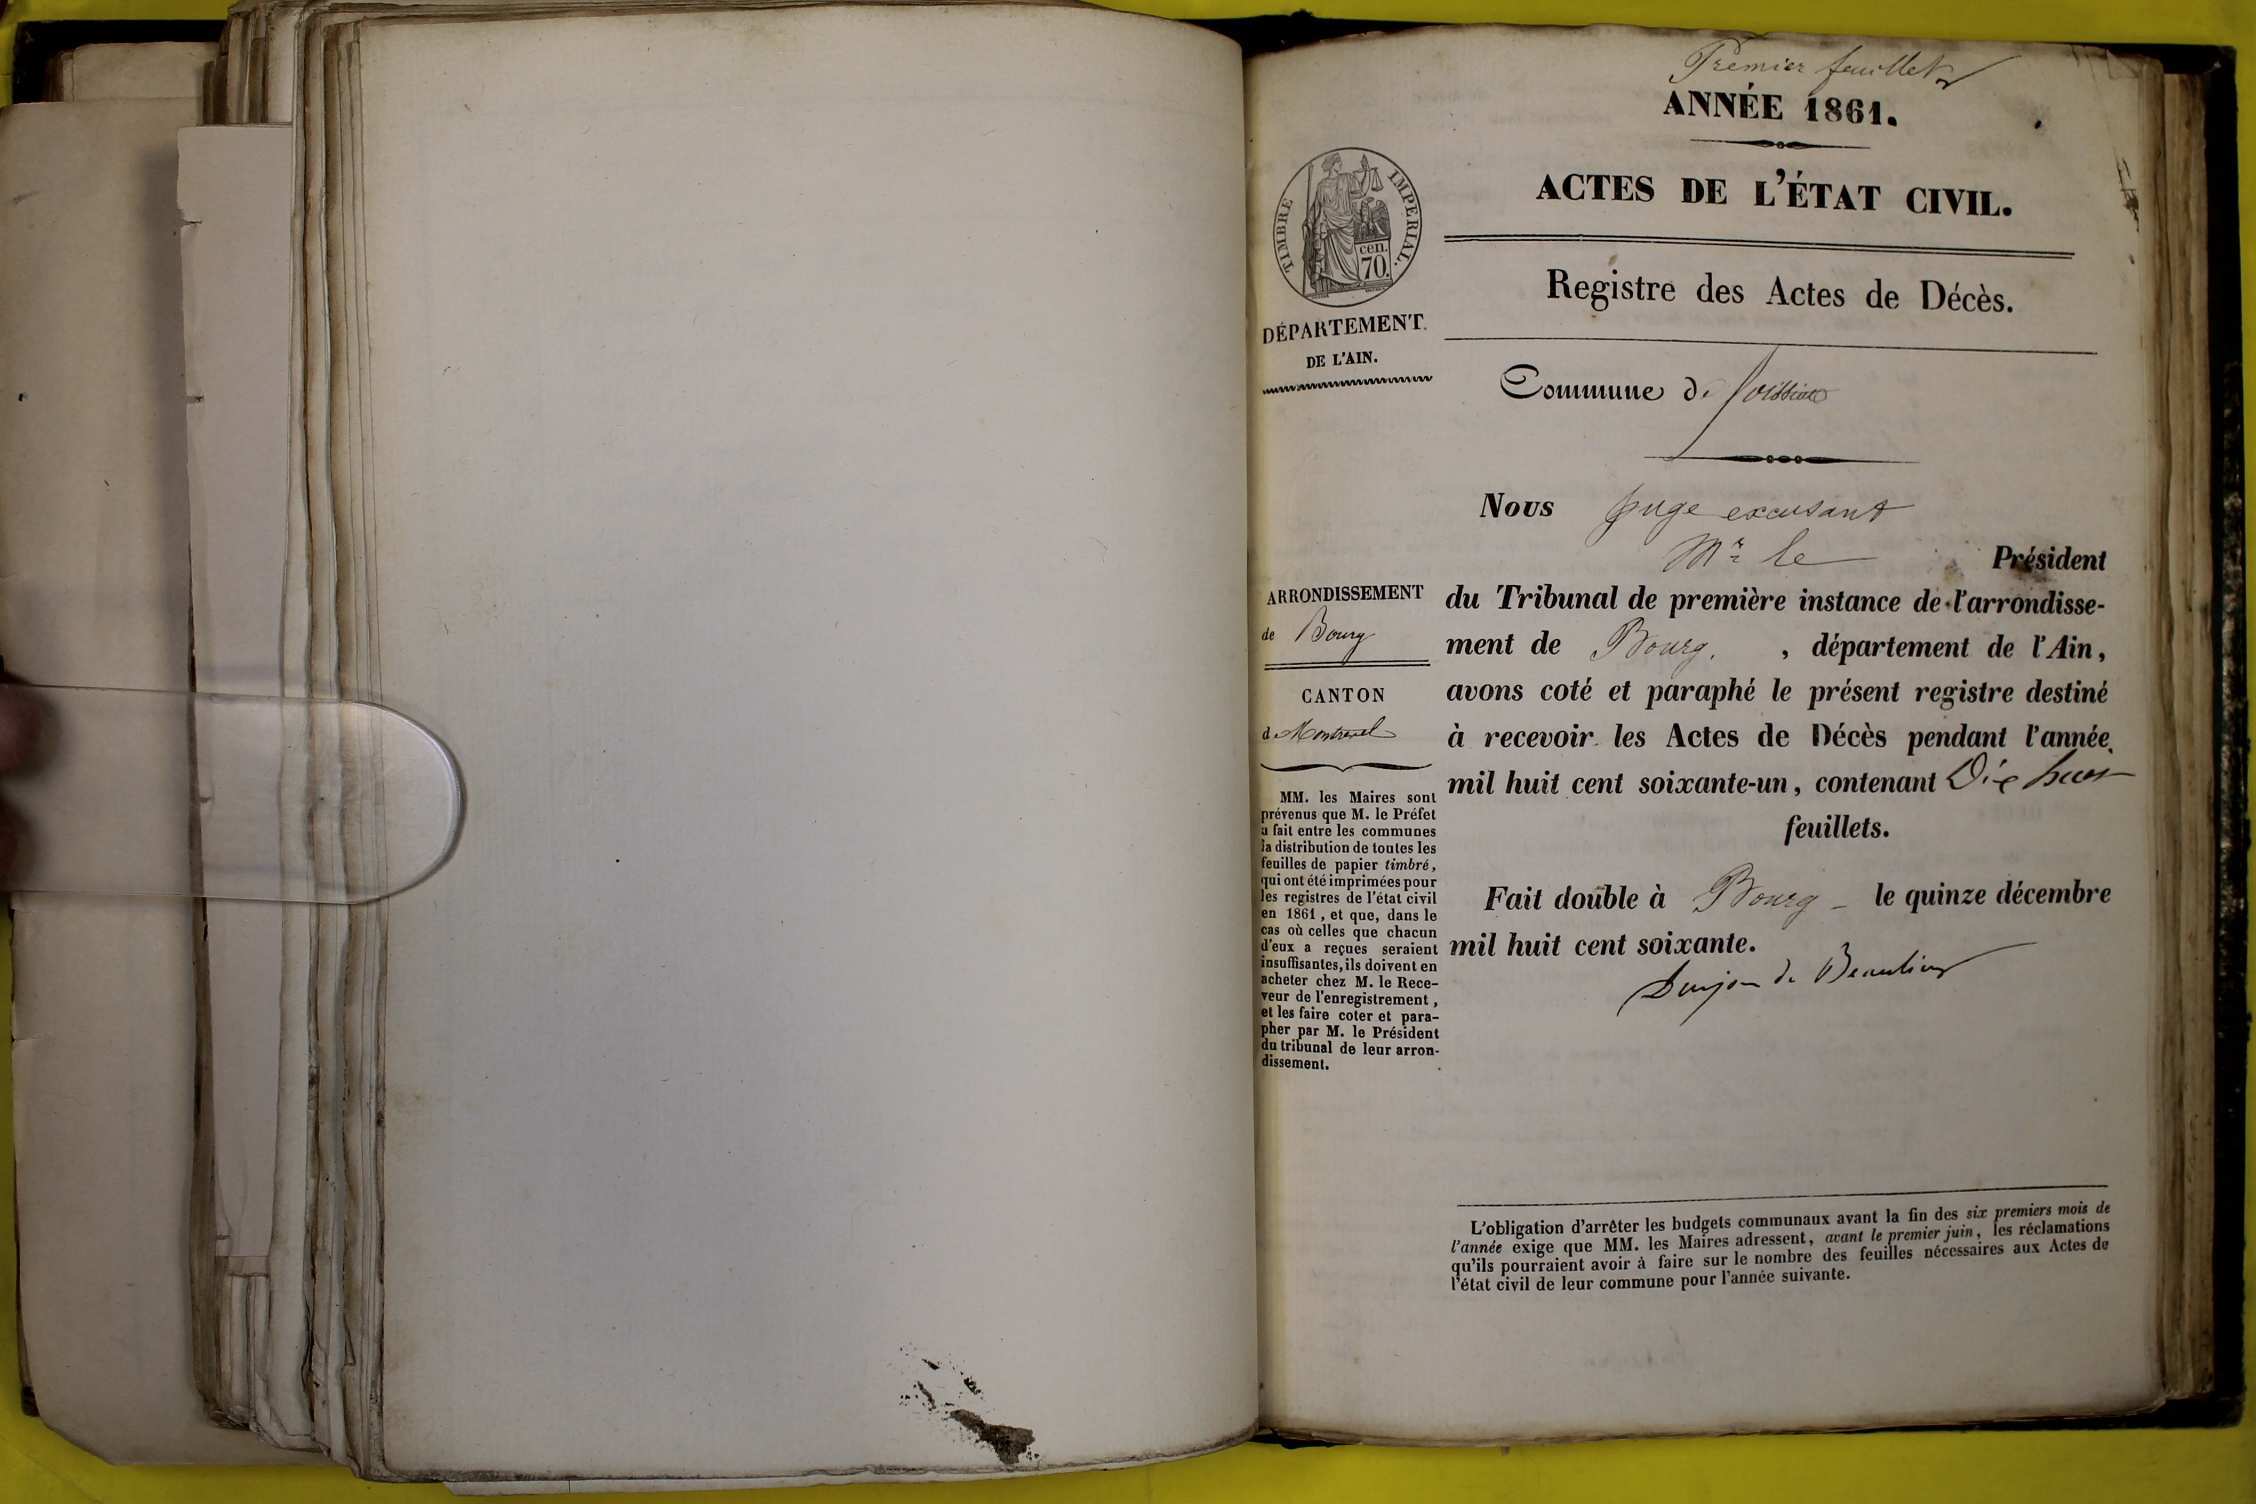 Premier feuillet
ANNÉE 1861.
ACTES DE L'ÉTAT CIVIL.
Registre des Actes de Décès.
TIMBRE IMPERIAL.
cen.
70.
DÉPARTEMENT
DE L'AIN.
Commune de Foissiat
Nous juge excusant
Mr le Président
du Tribunal de première instance de l'arrondisse-
ment de Bourg, département de l'Ain,
avons coté et paraphé le présent registre destiné
à recevoir les Actes de Décès pendant l'année
mil huit cent soixante-un, contenant Dix huit
feuillets.
Fait double à Bourg - le quinze décembre
mil huit cent soixante.
de Beaulieu
ARRONDISSEMENT
de Bourg
CANTON
d Montrevel
MM. les Maires sont
prévenus que M. le Préfet
a fait entre les communes
la distribution de toutes les
feuilles de papier timbré,
qui ont été imprimées pour
les registres de l'état civil
en 1861, et que, dans le
cas où celles que chacun
d'eux a reçues seraient
insuffisantes, ils doivent en
acheter chez M. le Rece-
veur de l'enregistrement,
et les faire coter et para-
pher par M. le Président
du tribunal de leur arron-
dissement.
L'obligation d'arrêter les budgets communaux avant la fin des six premiers mois de
l'année exige que MM. les Maires adressent, avant le premier juin, les réclamations
qu'ils pourraient avoir à faire sur le nombre des feuilles nécessaires aux Actes de
l'état civil de leur commune pour l'année suivante.